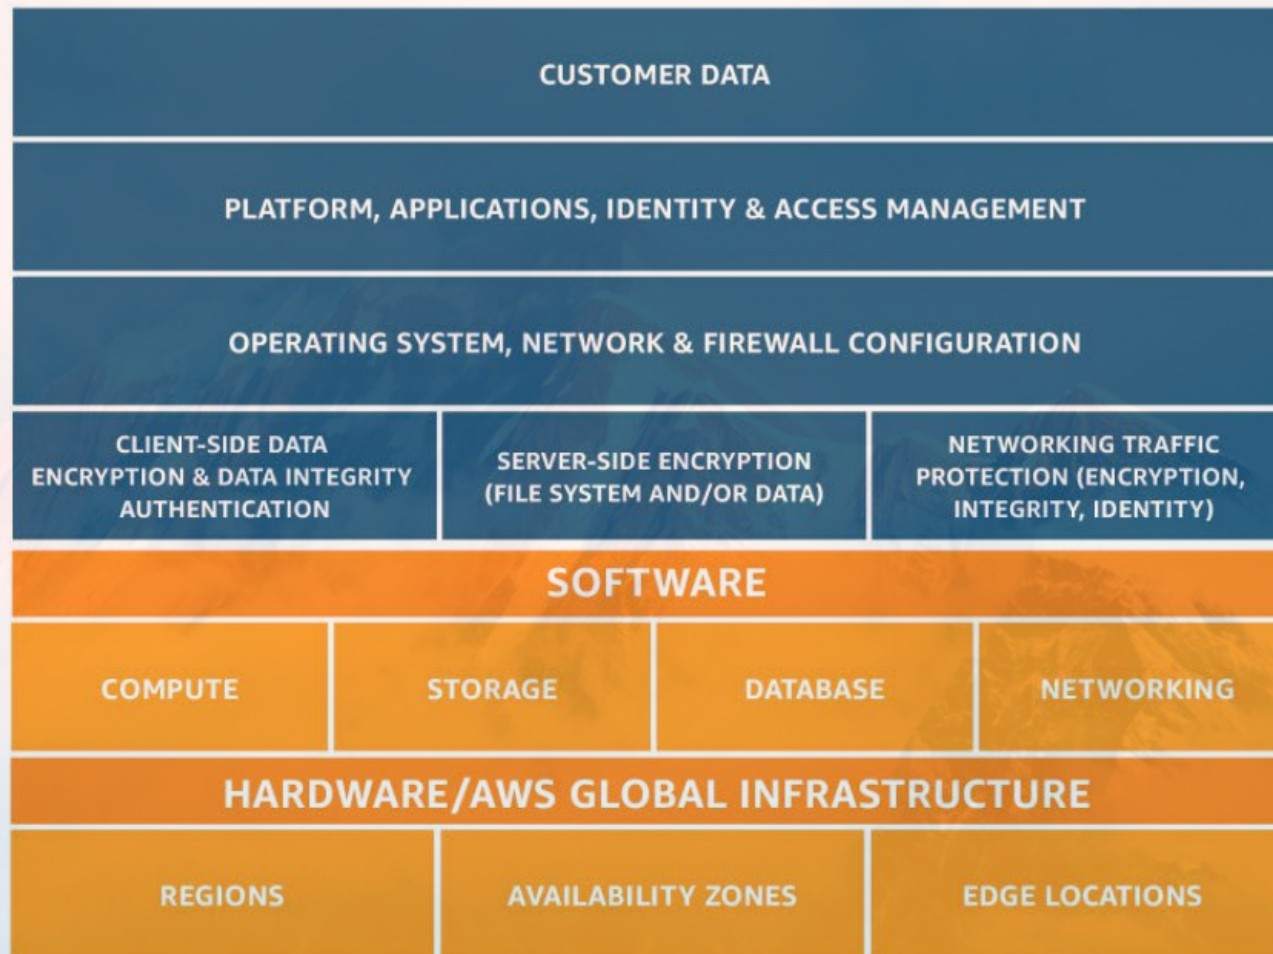 CUSTOMER DATA
PLATFORM, APPLICATIONS, IDENTITY & ACCESS MANAGEMENT
OPERATING SYSTEM, NETWORK & FIREWALL CONFIGURATION
CLIENT-SIDE DATA
ENCRYPTION & DATA INTEGRITY
AUTHENTICATION
SERVER-SIDE ENCRYPTION
(FILE SYSTEM AND/OR DATA)
NETWORKING TRAFFIC
PROTECTION (ENCRYPTION,
INTEGRITY, IDENTITY)
SOFTWARE
COMPUTE
STORAGE
DATABASE
NETWORKING
HARDWARE/AWS GLOBAL INFRASTRUCTURE
REGIONS
AVAILABILITY ZONES
EDGE LOCATIONS